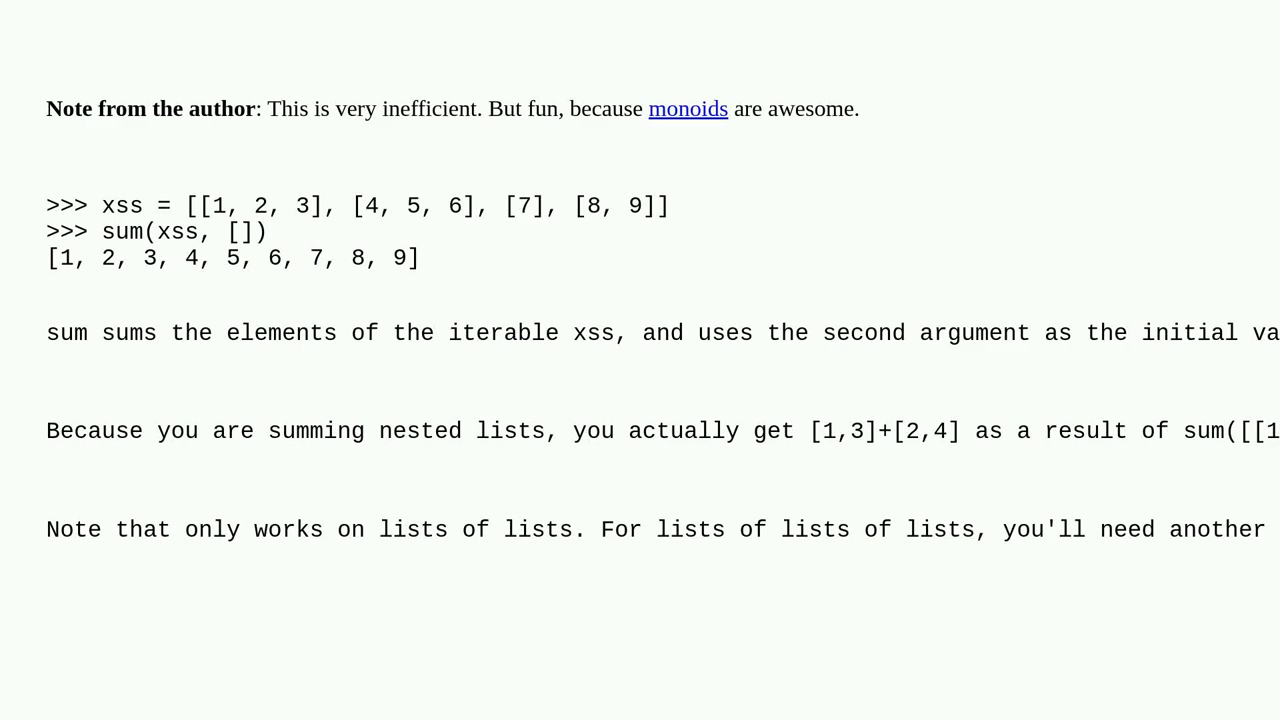 Note from the author: This is very inefficient. But fun, because monoids are awesome.
>>> xss = [[1, 2, 3], [4, 5, 6], [7], [8, 9]]
>>> sum(xss, [])
[1, 2, 3, 4, 5, 6, 7, 8, 9]
sum sums the elements of the iterable xss, and uses the second argument as the initial
Because you are summing nested lists, you actually get [1,3]+[2,4] as a result of sum([[1
Note that only works on lists of lists. For lists of lists of lists, you'll need another